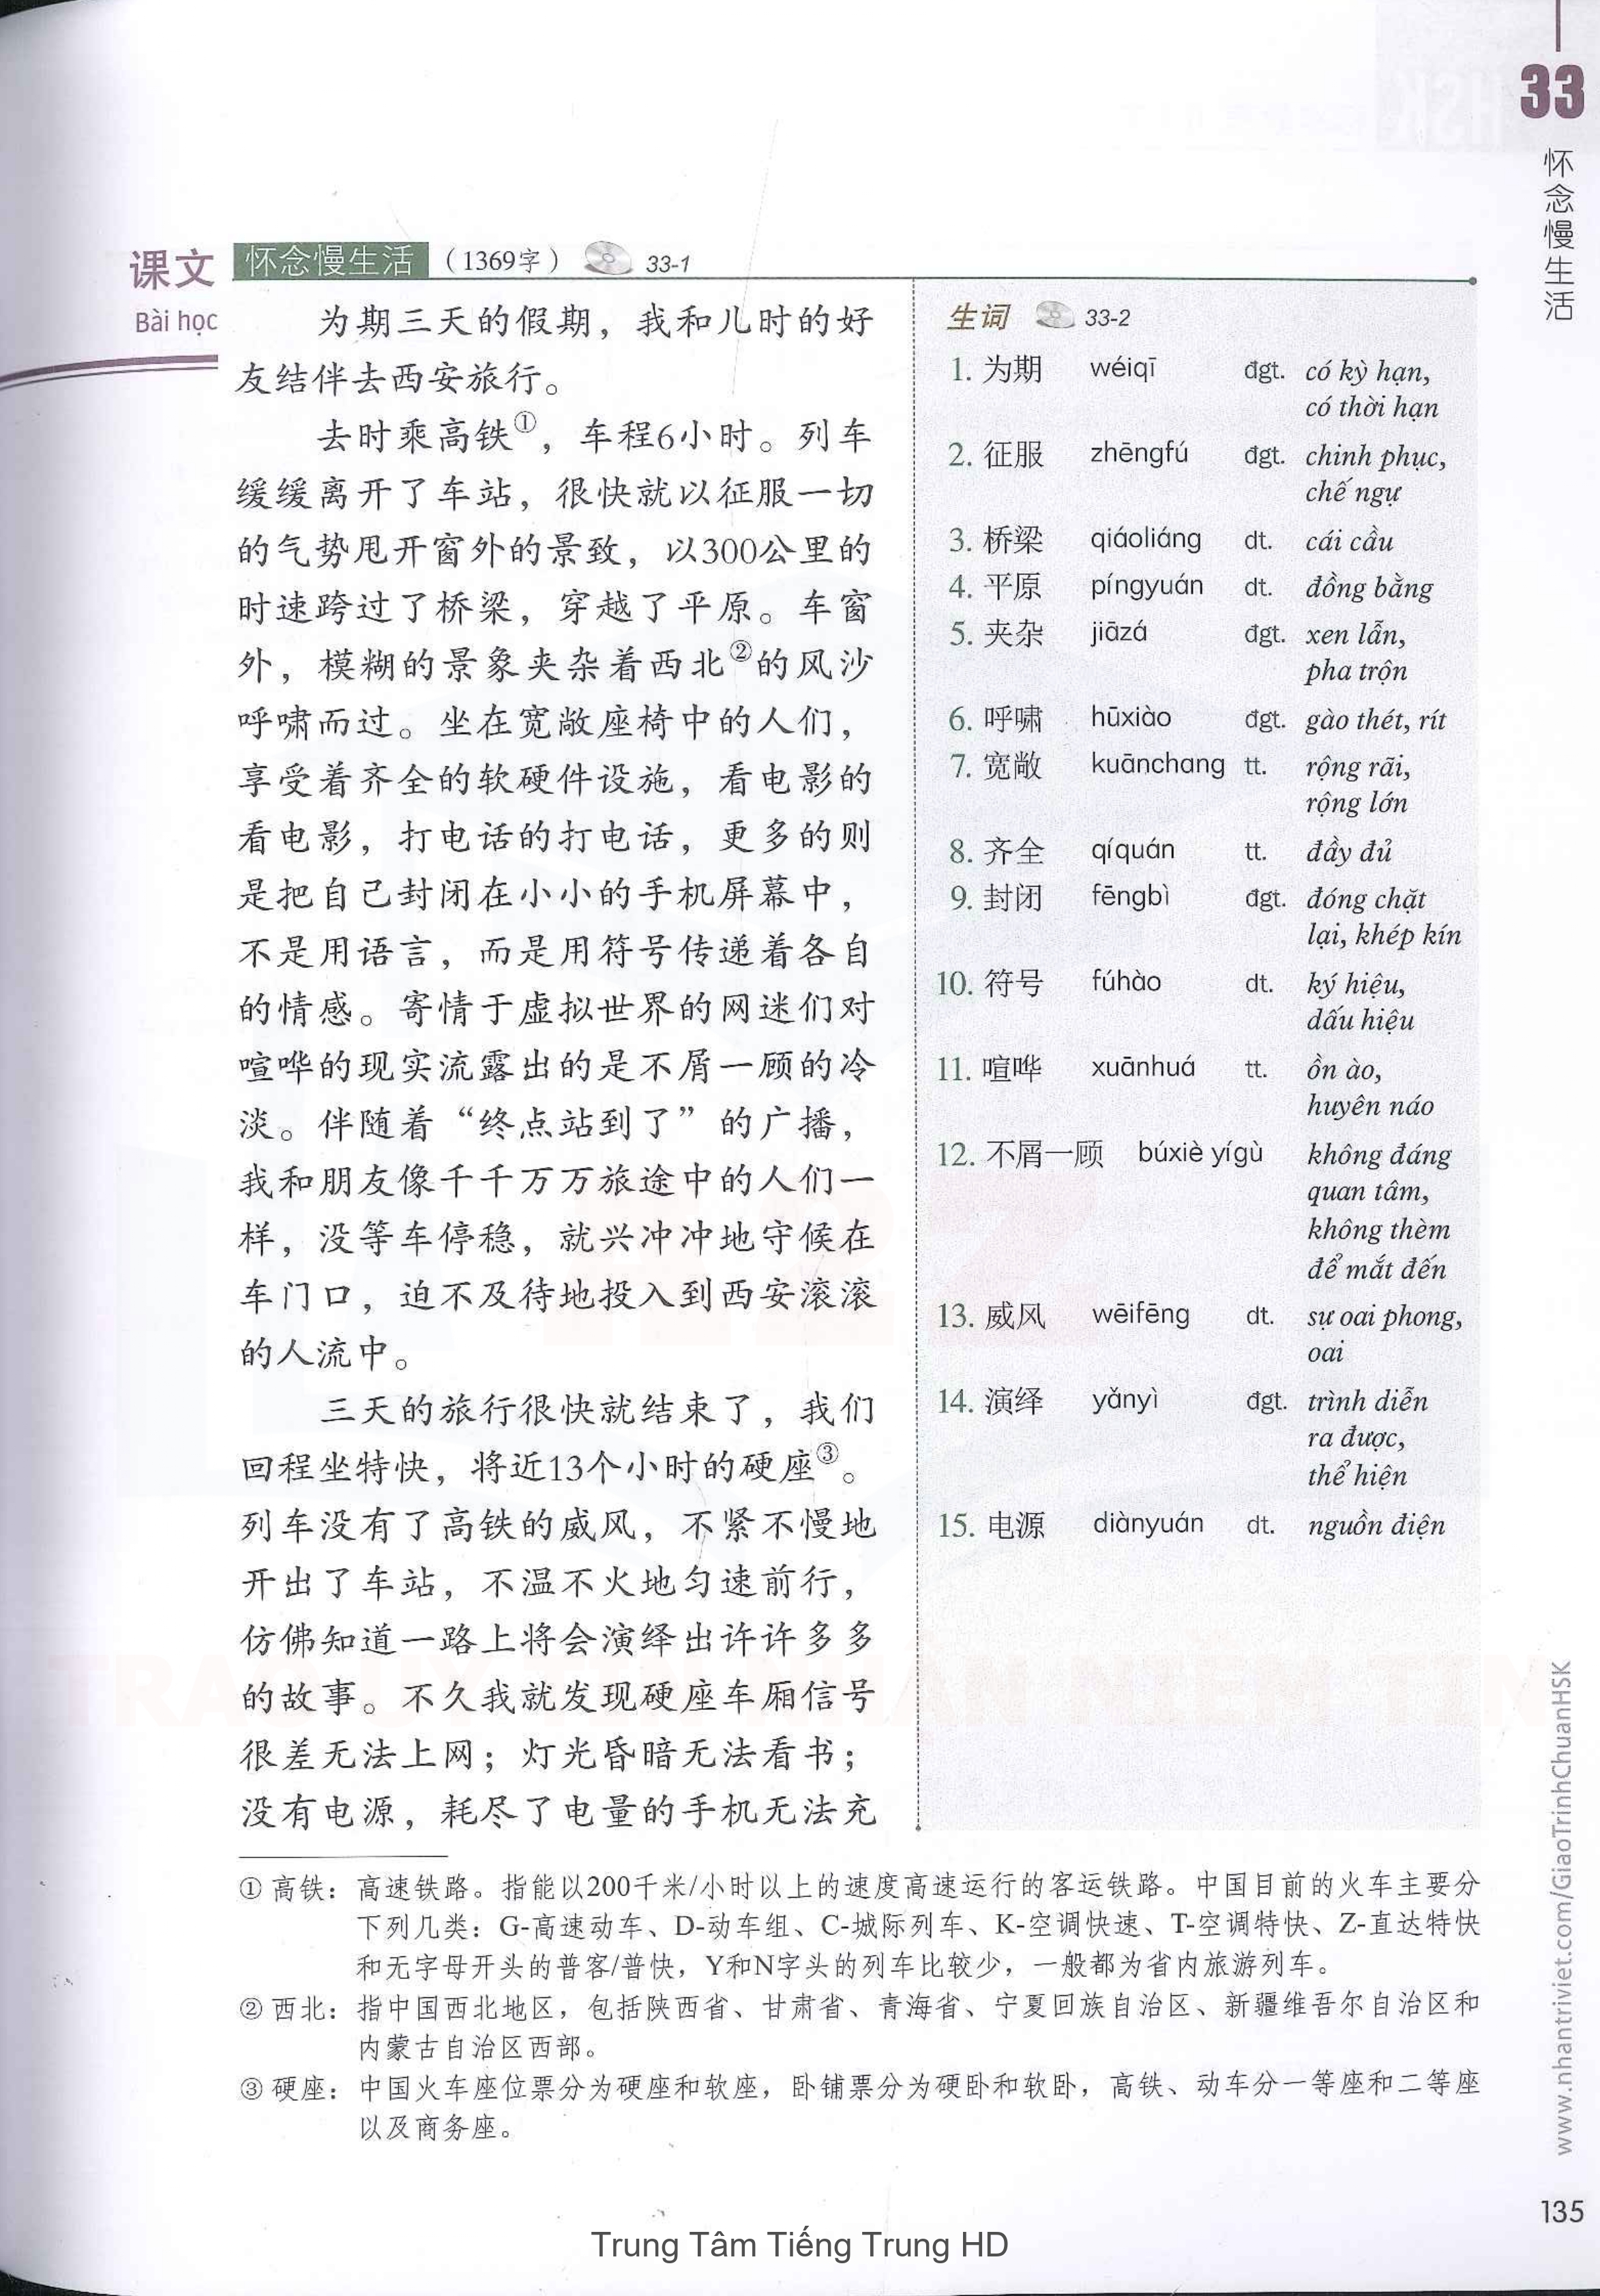 33
怀念慢生活
课文
Bài học
怀念慢生活 （1369字） 33-1
为期三天的假期，我和儿时的好
友结伴去西安旅行。
去时乘高铁①，车程6小时。列车
缓缓离开了车站，很快就以征服一切
的气势甩开窗外的景致，以300公里的
时速跨过了桥梁，穿越了平原。车窗
外，模糊的景象夹杂着西北②的风沙
呼啸而过。坐在宽敞座椅中的人们，
享受着齐全的软硬件设施，看电影的
看电影，打电话的打电话，更多的则
是把自己封闭在小小的手机屏幕中，
不是用语言，而是用符号传递着各自
的情感。寄情于虚拟世界的网迷们对
喧哗的现实流露出的是不屑一顾的冷
淡。伴随着“终点站到了”的广播，
我和朋友像千千万万旅途中的人们一
样，没等车停稳，就兴冲冲地守候在
车门口，迫不及待地投入到西安滚滚
的人流中。
三天的旅行很快就结束了，我们
回程坐特快，将近13个小时的硬座③。
列车没有了高铁的威风，不紧不慢地
开出了车站，不温不火地匀速前行，
仿佛知道一路上将会演绎出许许多多
的故事。不久我就发现硬座车厢信号
很差无法上网；灯光昏暗无法看书；
没有电源，耗尽了电量的手机无法充
生词 33-2
1. 为期 wéiqī đgt. có kỳ hạn,
có thời hạn
2. 征服 zhēngfú đgt. chinh phục,
chế ngự
3. 桥梁 qiáoliáng dt. cái cầu
4. 平原 píngyuán dt. đồng bằng
5. 夹杂 jiāzá đgt. xen lẫn,
pha trộn
6. 呼啸 hūxiào đgt. gào thét, rít
7. 宽敞 kuānchang tt. rộng rãi,
rộng lớn
8. 齐全 qíquán tt. đầy đủ
9. 封闭 fēngbì đgt. đóng chặt
lại, khép kín
10. 符号 fúhào dt. ký hiệu,
dấu hiệu
11. 喧哗 xuānhuá tt. ồn ào,
huyên náo
12. 不屑一顾 búxiè yígù không đáng
quan tâm,
không thèm
để mắt đến
13. 威风 wēifēng dt. sự oai phong,
oai
14. 演绎 yǎnyì đgt. trình diễn
ra được,
thể hiện
15. 电源 diànyuán dt. nguồn điện
① 高铁：高速铁路。指能以200千米/小时以上的速度高速运行的客运铁路。中国目前的火车主要分
下列几类：G-高速动车、D-动车组、C-城际列车、K-空调快速、T-空调特快、Z-直达特快
和无字母开头的普客/普快，Y和N字头的列车比较少，一般都为省内旅游列车。
② 西北：指中国西北地区，包括陕西省、甘肃省、青海省、宁夏回族自治区、新疆维吾尔自治区和
内蒙古自治区西部。
③ 硬座：中国火车座位票分为硬座和软座，卧铺票分为硬卧和软卧，高铁、动车分一等座和二等座
以及商务座。
www.nhantriviet.com/GiaoTrinhChuanHSK
135
Trung Tâm Tiếng Trung HD